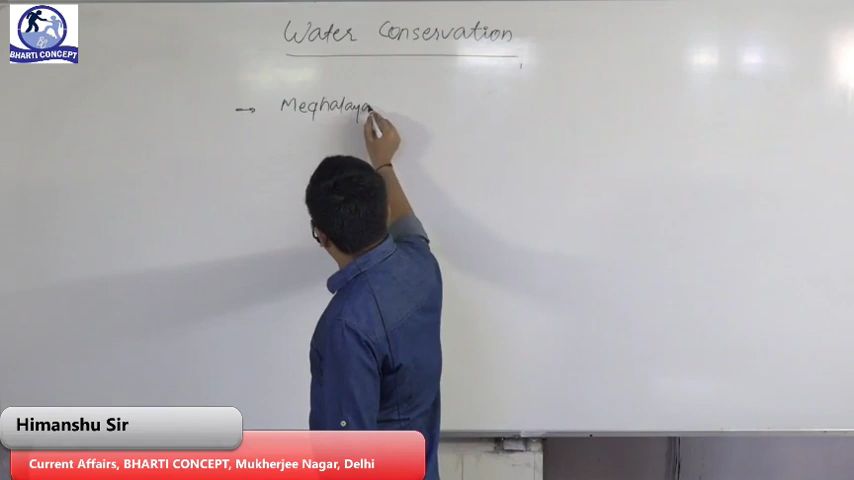 BHARTI CONCEPT
Water Conservation
→ Meghalaya
Himanshu Sir
Current Affairs, BHARTI CONCEPT, Mukherjee Nagar, Delhi